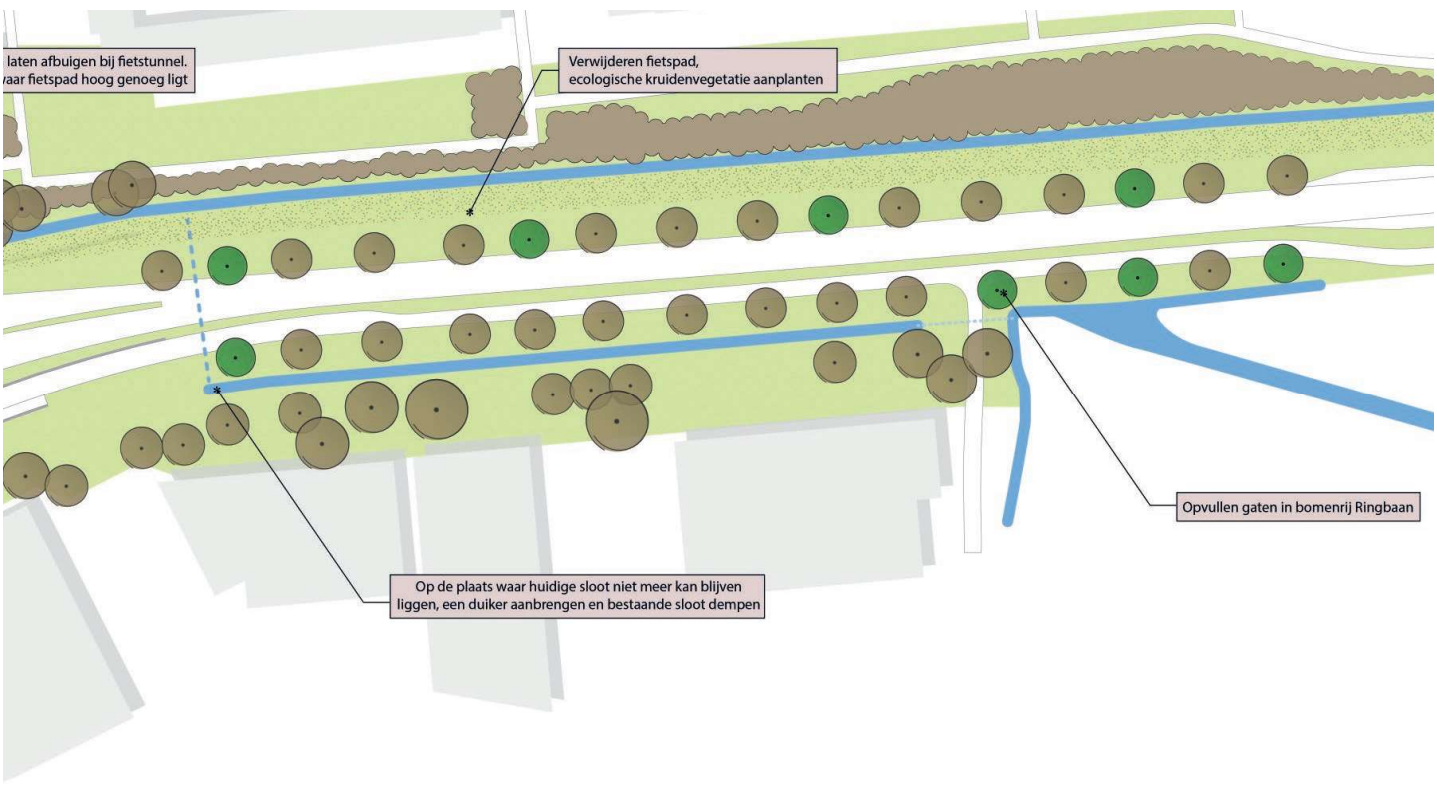 laten afbuigen bij fietstunnel.
waar fietspad hoog genoeg ligt
Verwijderen fietspad,
ecologische kruidenvegetatie aanplanten
Opvullen gaten in bomenrij Ringbaan
Op de plaats waar huidige sloot niet meer kan blijven
liggen, een duiker aanbrengen en bestaande sloot dempen